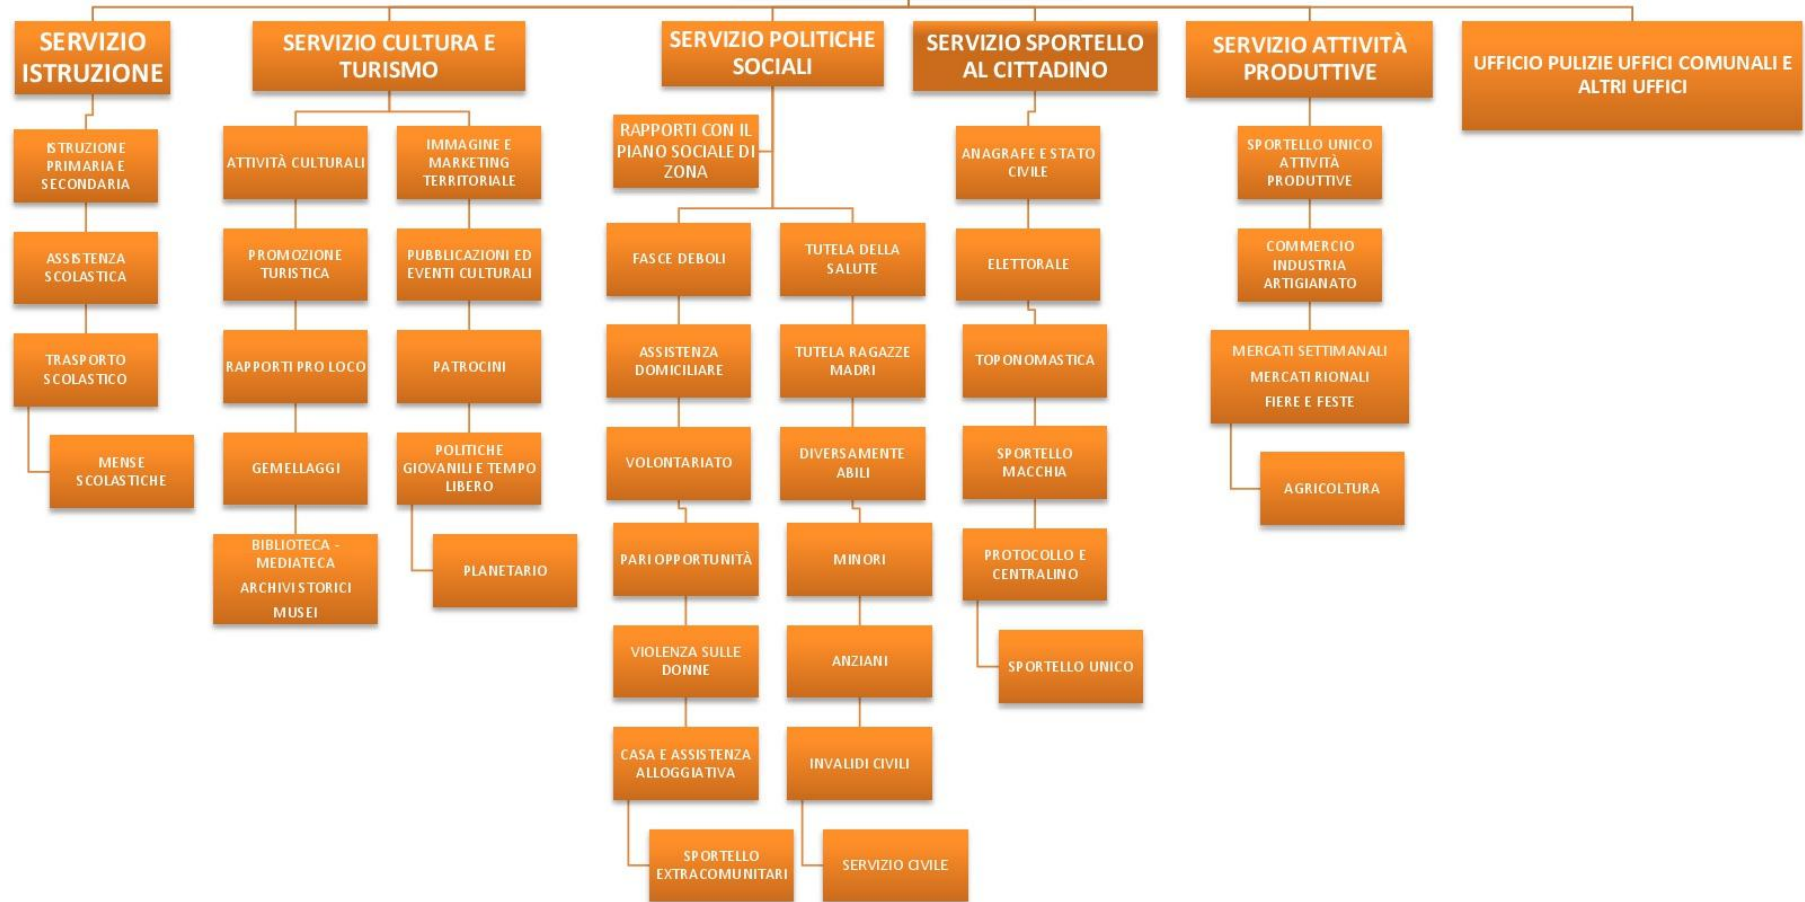 SERVIZIO
ISTRUZIONE
ISTRUZIONE
PRIMARIA E
SECONDARIA
ASSISTENZA
SCOLASTICA
TRASPORTO
SCOLASTICO
MENSE
SCOLASTICHE
SERVIZIO CULTURA E
TURISMO
ATTIVITÀ CULTURALI
PROMOZIONE
TURISTICA
RAPPORTI PRO LOCO
GEMELLAGGI
BIBLIOTECA -
MEDIATECA
ARCHIVI STORICI
MUSEI
IMMAGINE E
MARKETING
TERRITORIALE
PUBBLICAZIONI ED
EVENTI CULTURALI
PATROCINI
POLITICHE
GIOVANILI E TEMPO
LIBERO
PLANETARIO
SERVIZIO POLITICHE
SOCIALI
RAPPORTI CON IL
PIANO SOCIALE DI
ZONA
FASCE DEBOLI
ASSISTENZA
DOMICILIARE
VOLONTARIATO
PARI OPPORTUNITÀ
VIOLENZA SULLE
DONNE
CASA E ASSISTENZA
ALLOGGIATIVA
SPORTELLO
EXTRACOMUNITARI
TUTELA DELLA
SALUTE
TUTELA RAGAZZE
MADRI
DIVERSAMENTE
ABILI
MINORI
ANZIANI
INVALIDI CIVILI
SERVIZIO CIVILE
SERVIZIO SPORTELLO
AL CITTADINO
ANAGRAFE E STATO
CIVILE
ELETTORALE
TOPONOMASTICA
SPORTELLO
MACCHIA
PROTOCOLLO E
CENTRALINO
SPORTELLO UNICO
SERVIZIO ATTIVITÀ
PRODUTTIVE
SPORTELLO UNICO
ATTIVITÀ
PRODUTTIVE
COMMERCIO
INDUSTRIA
ARTIGIANATO
MERCATI SETTIMANALI
MERCATI RIONALI
FIERE E FESTE
AGRICOLTURA
UFFICIO PULIZIE UFFICI COMUNALI E
ALTRI UFFICI